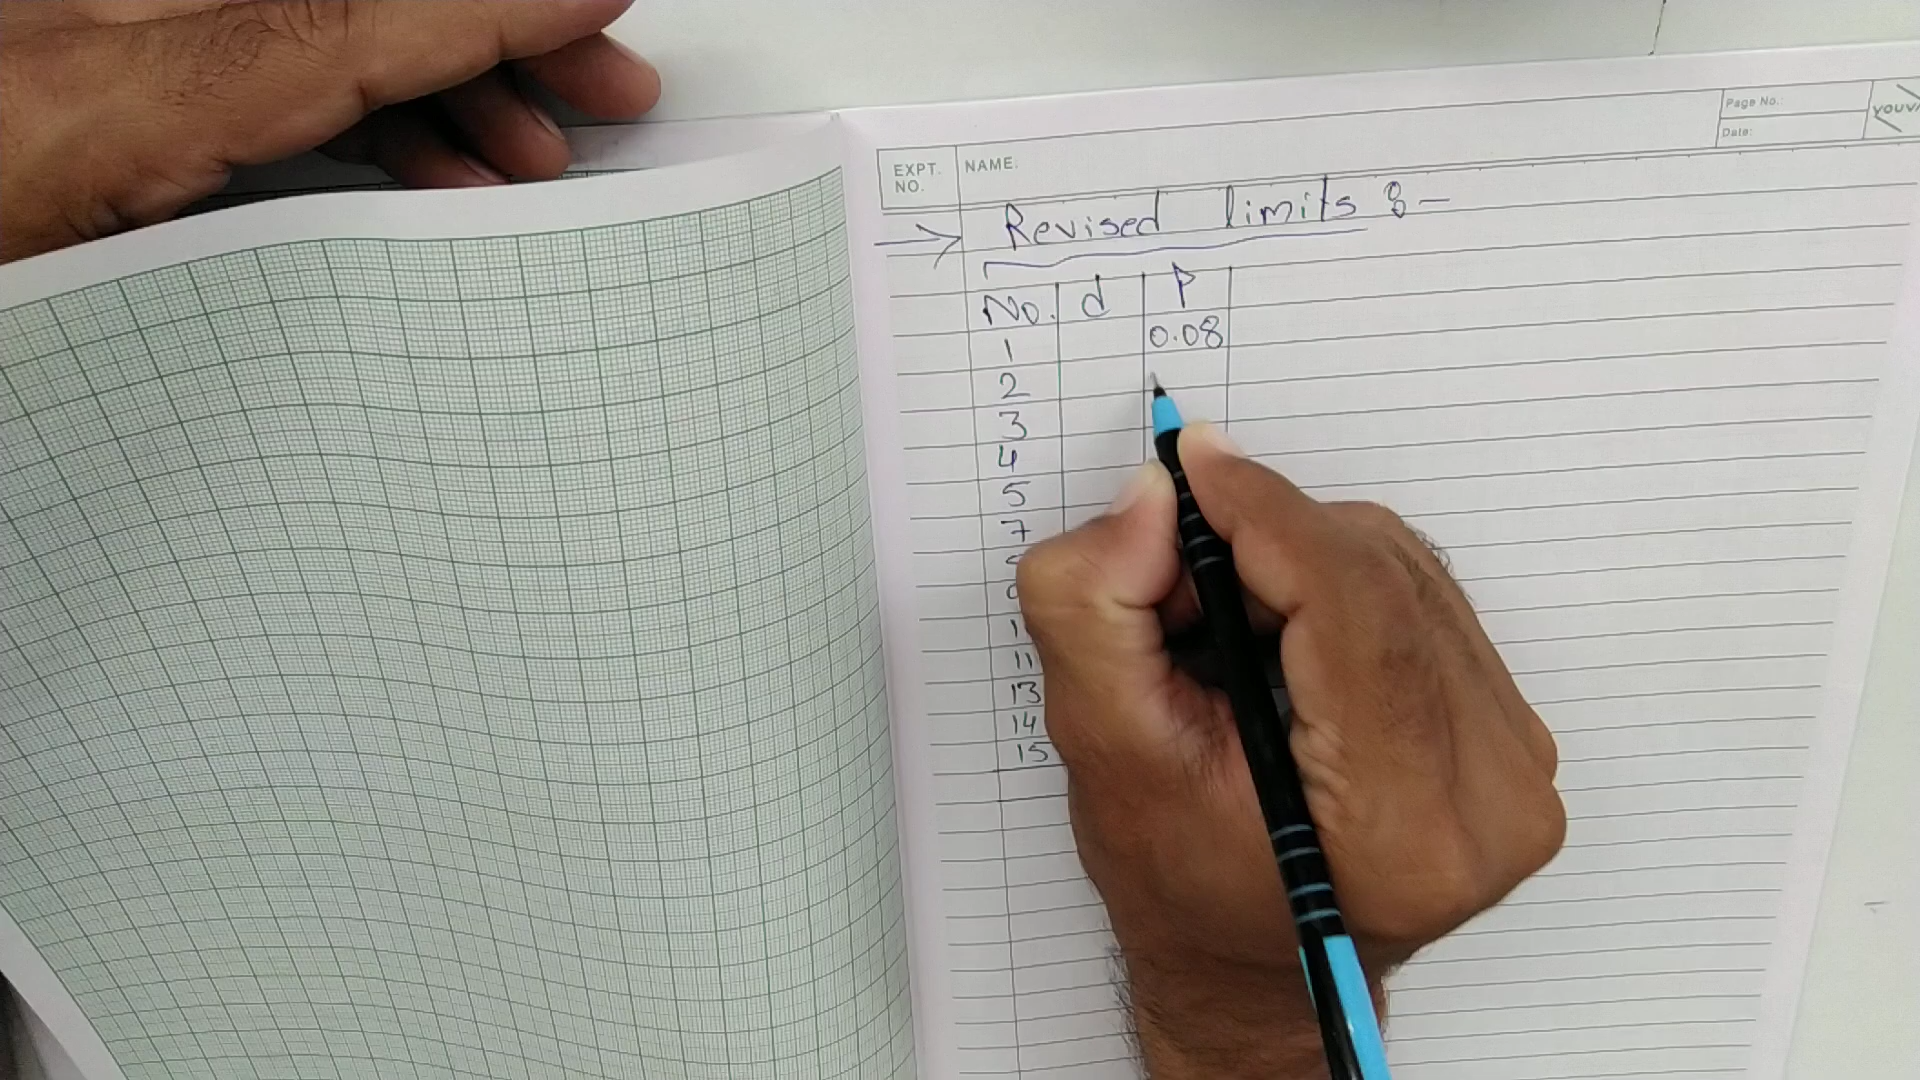 Page No.:
Date:
EXPT. NO.
NAME:
Revised limits :-
No. d p
1 0.08
2
3
4
5
7
11
13
14
15